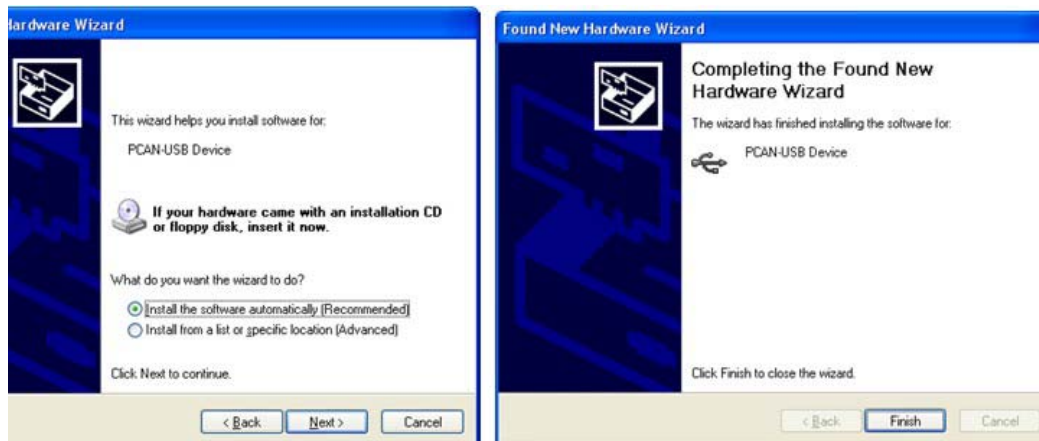 Hardware Wizard
This wizard helps you install software for:
PCAN-USB Device
If your hardware came with an installation CD
or floppy disk, insert it now.
What do you want the wizard to do?
Install the software automatically (Recommended)
Install from a list or specific location (Advanced)
Click Next to continue.
< Back
Next >
Cancel
Found New Hardware Wizard
Completing the Found New
Hardware Wizard
The wizard has finished installing the software for:
PCAN-USB Device
Click Finish to close the wizard.
< Back
Finish
Cancel